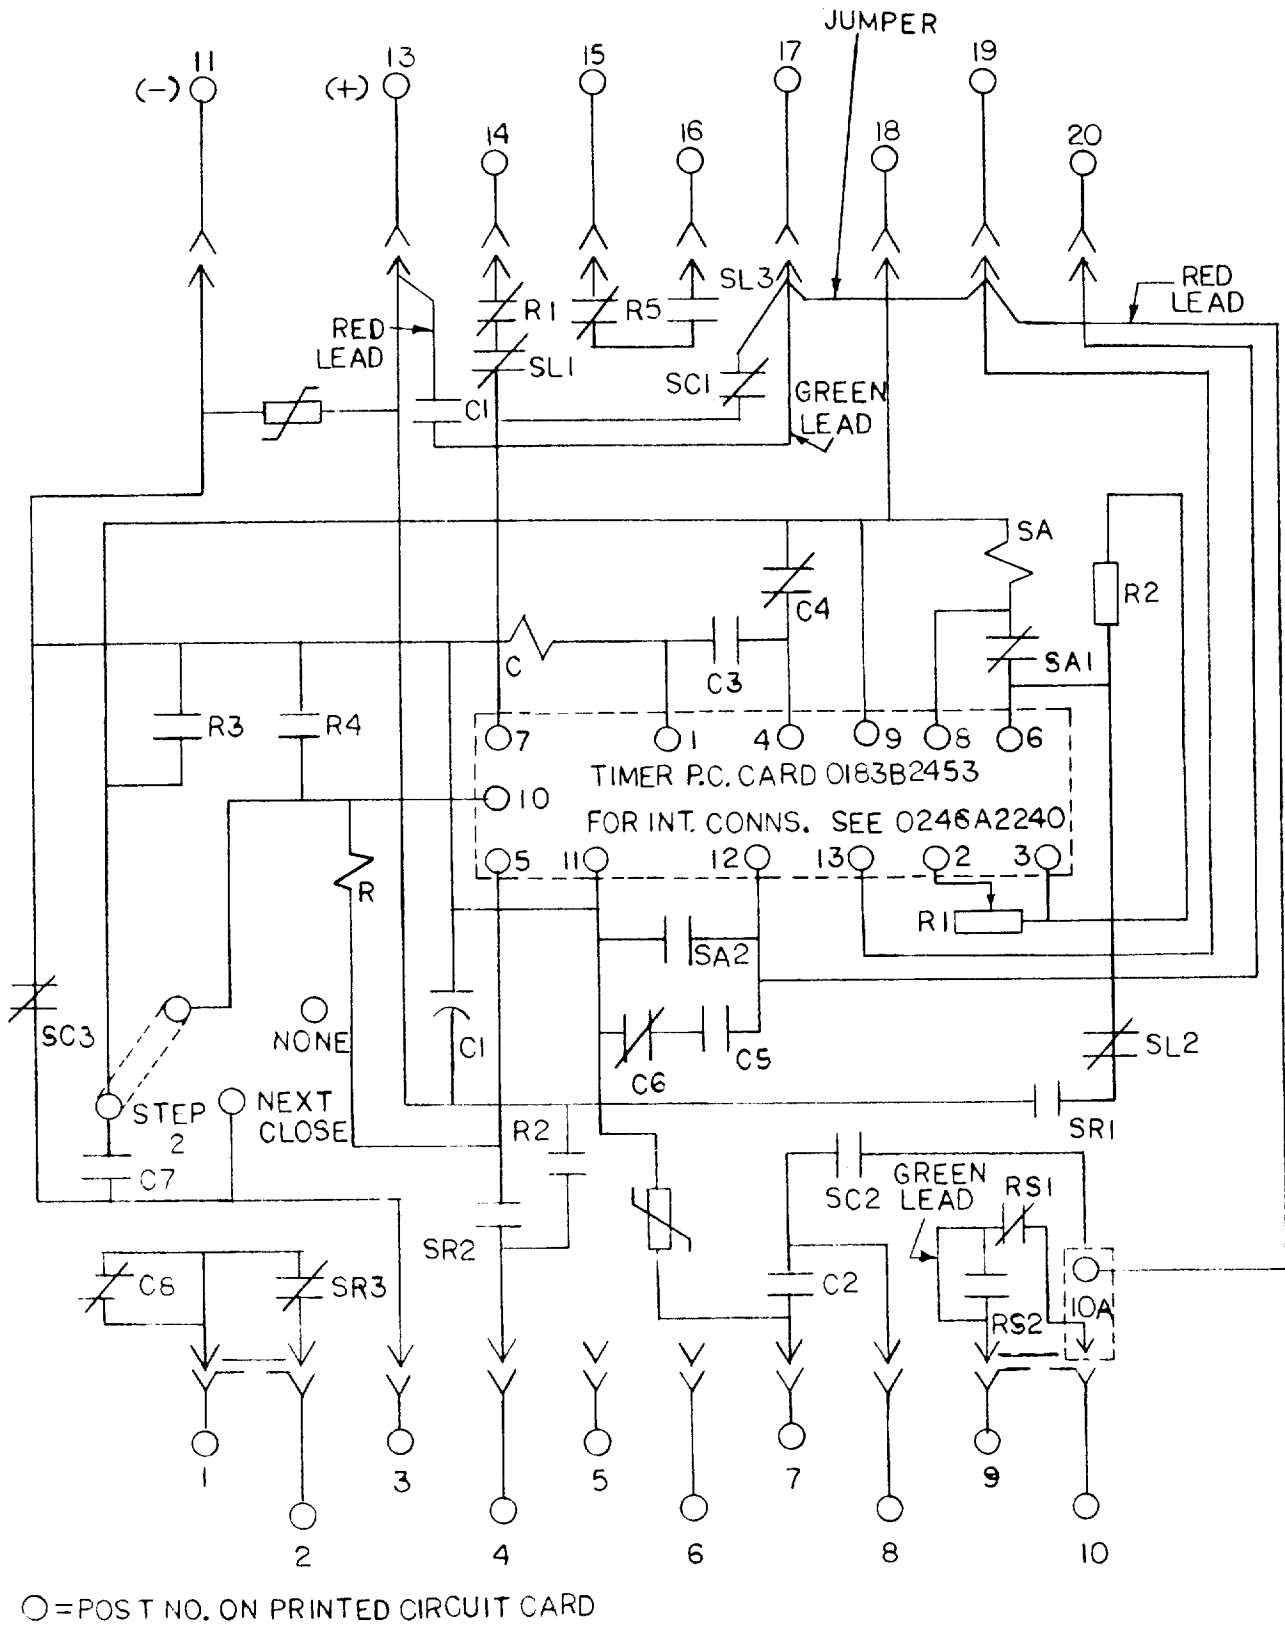 JUMPER
11
13
15
17
19
(-)
(+)
14
16
18
20
SL3
RED
LEAD
R1
R5
RED
LEAD
SL1
SC1
GREEN
LEAD
C1
SA
R2
C4
SA1
C
C3
R3
R4
7
1
4
9
8
6
TIMER P.C. CARD 0183B2453
10
FOR INT. CONNS. SEE 0246A2240
5
11
12
13
2
3
R
R1
SA2
SC3
NONE
C1
C6
C5
SL2
STEP
2
NEXT
CLOSE
R2
SR1
C7
SC2
GREEN
LEAD
RS1
SR2
C8
SR3
C2
RS2
10A
1
3
5
7
9
2
4
6
8
10
=POST NO. ON PRINTED CIRCUIT CARD